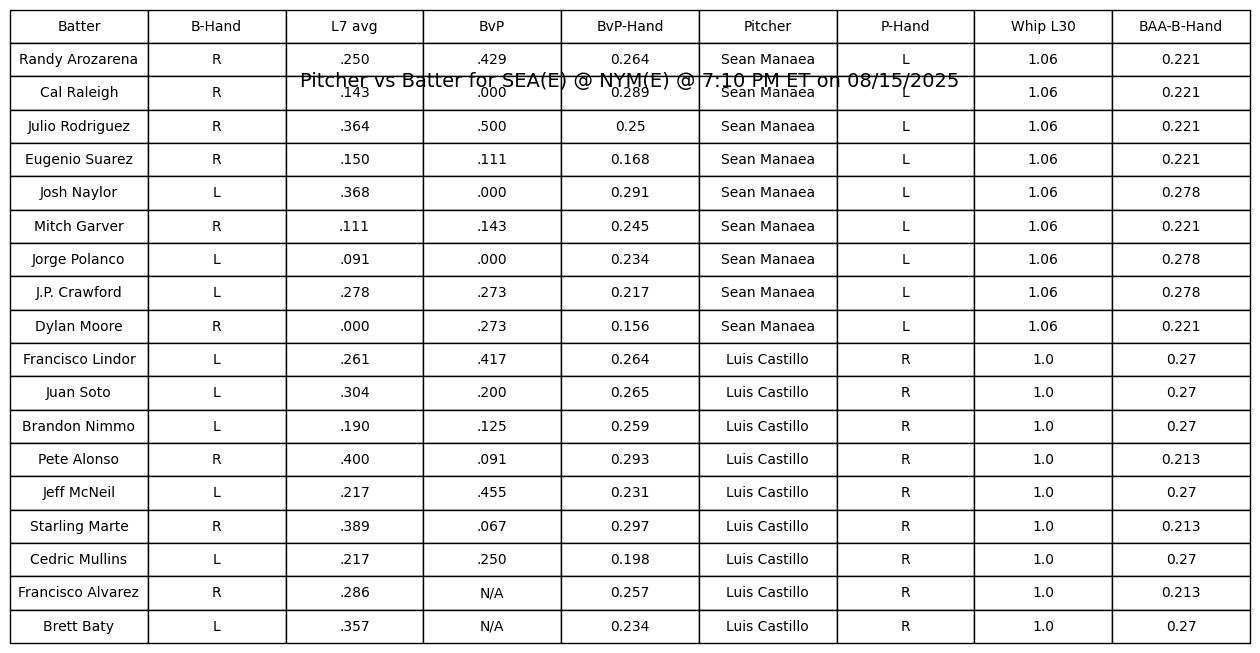 Batter B-Hand L7 avg BvP BvP-Hand Pitcher P-Hand Whip L30 BAA-B-Hand
Randy Arozarena R .250 .429 0.264 Sean Manaea L 1.06 0.221
Pitcher vs Batter for SEA(E) @ NYM(E) @ 7:10 PM ET on 08/15/2025
Cal Raleigh R .143 .000 0.289 Sean Manaea L 1.06 0.221
Julio Rodriguez R .364 .500 0.25 Sean Manaea L 1.06 0.221
Eugenio Suarez R .150 .111 0.168 Sean Manaea L 1.06 0.221
Josh Naylor L .368 .000 0.291 Sean Manaea L 1.06 0.278
Mitch Garver R .111 .143 0.245 Sean Manaea L 1.06 0.221
Jorge Polanco L .091 .000 0.234 Sean Manaea L 1.06 0.278
J.P. Crawford L .278 .273 0.217 Sean Manaea L 1.06 0.278
Dylan Moore R .000 .273 0.156 Sean Manaea L 1.06 0.221
Francisco Lindor L .261 .417 0.264 Luis Castillo R 1.0 0.27
Juan Soto L .304 .200 0.265 Luis Castillo R 1.0 0.27
Brandon Nimmo L .190 .125 0.259 Luis Castillo R 1.0 0.27
Pete Alonso R .400 .091 0.293 Luis Castillo R 1.0 0.213
Jeff McNeil L .217 .455 0.231 Luis Castillo R 1.0 0.27
Starling Marte R .389 .067 0.297 Luis Castillo R 1.0 0.213
Cedric Mullins L .217 .250 0.198 Luis Castillo R 1.0 0.27
Francisco Alvarez R .286 N/A 0.257 Luis Castillo R 1.0 0.213
Brett Baty L .357 N/A 0.234 Luis Castillo R 1.0 0.27